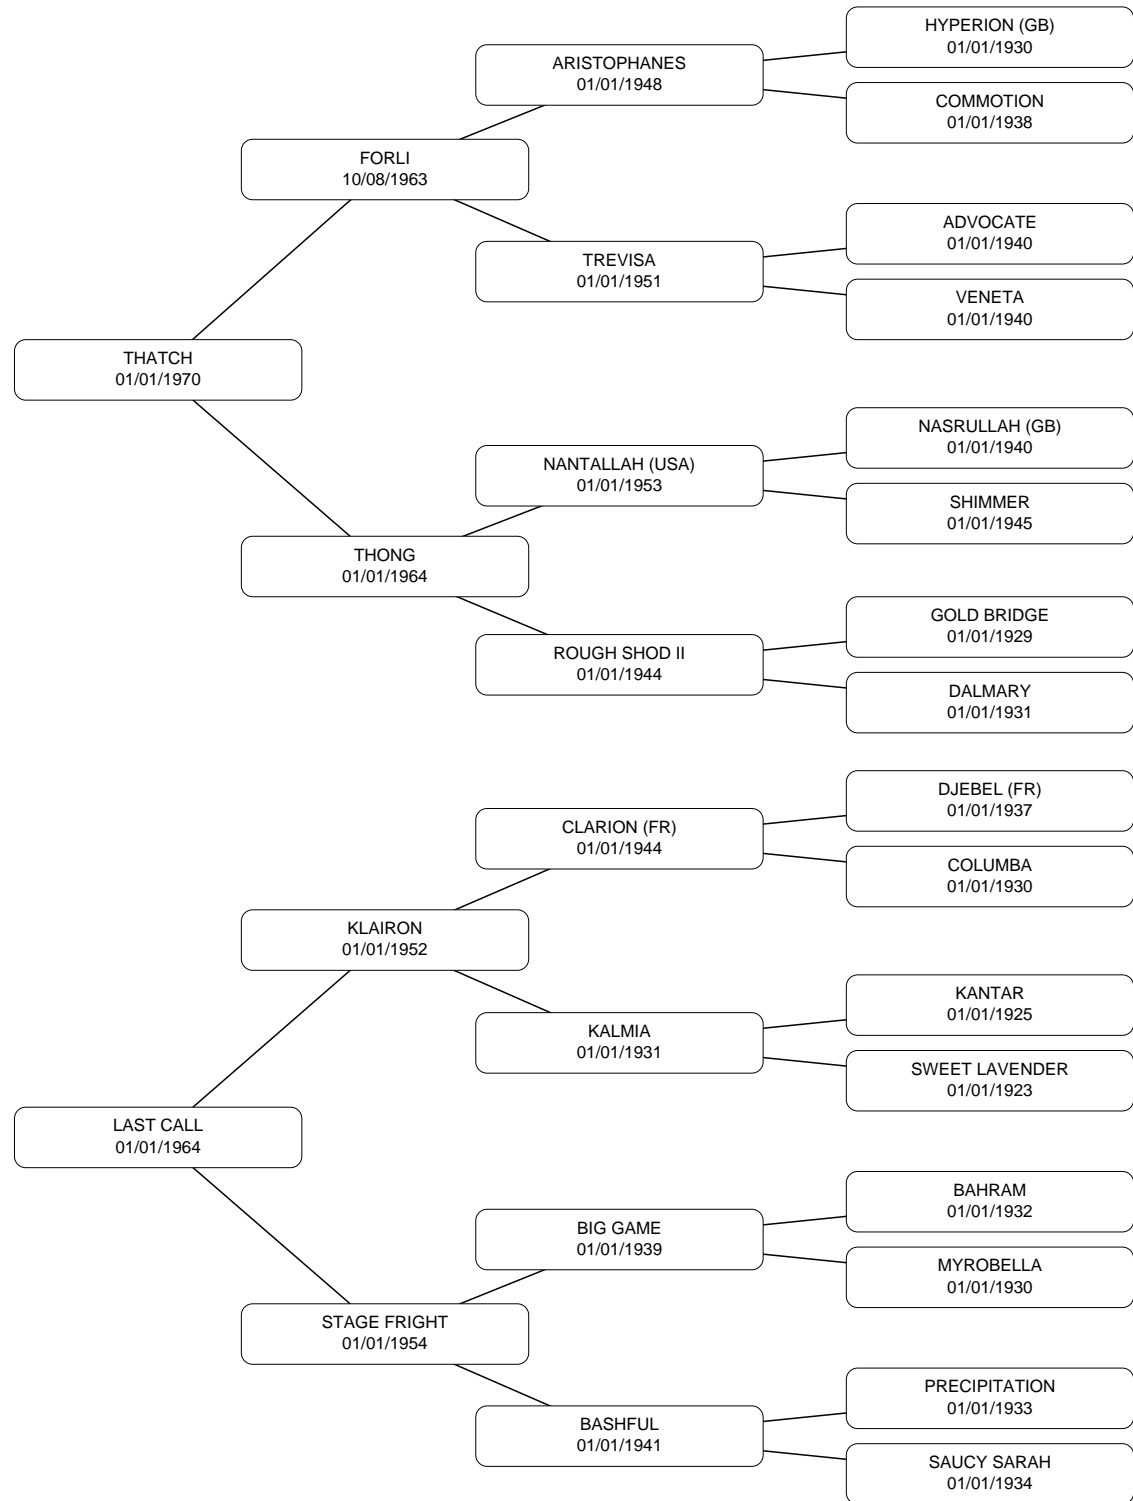 HYPERION (GB)
01/01/1930
ARISTOPHANES
01/01/1948
COMMOTION
01/01/1938
FORLI
10/08/1963
ADVOCATE
01/01/1940
TREVISA
01/01/1951
VENETA
01/01/1940
THATCH
01/01/1970
NASRULLAH (GB)
01/01/1940
NANTALLAH (USA)
01/01/1953
SHIMMER
01/01/1945
THONG
01/01/1964
GOLD BRIDGE
01/01/1929
ROUGH SHOD II
01/01/1944
DALMARY
01/01/1931
DJEBEL (FR)
01/01/1937
CLARION (FR)
01/01/1944
COLUMBA
01/01/1930
KLAIRON
01/01/1952
KANTAR
01/01/1925
KALMIA
01/01/1931
SWEET LAVENDER
01/01/1923
LAST CALL
01/01/1964
BAHRAM
01/01/1932
BIG GAME
01/01/1939
MYROBELLA
01/01/1930
STAGE FRIGHT
01/01/1954
PRECIPITATION
01/01/1933
BASHFUL
01/01/1941
SAUCY SARAH
01/01/1934